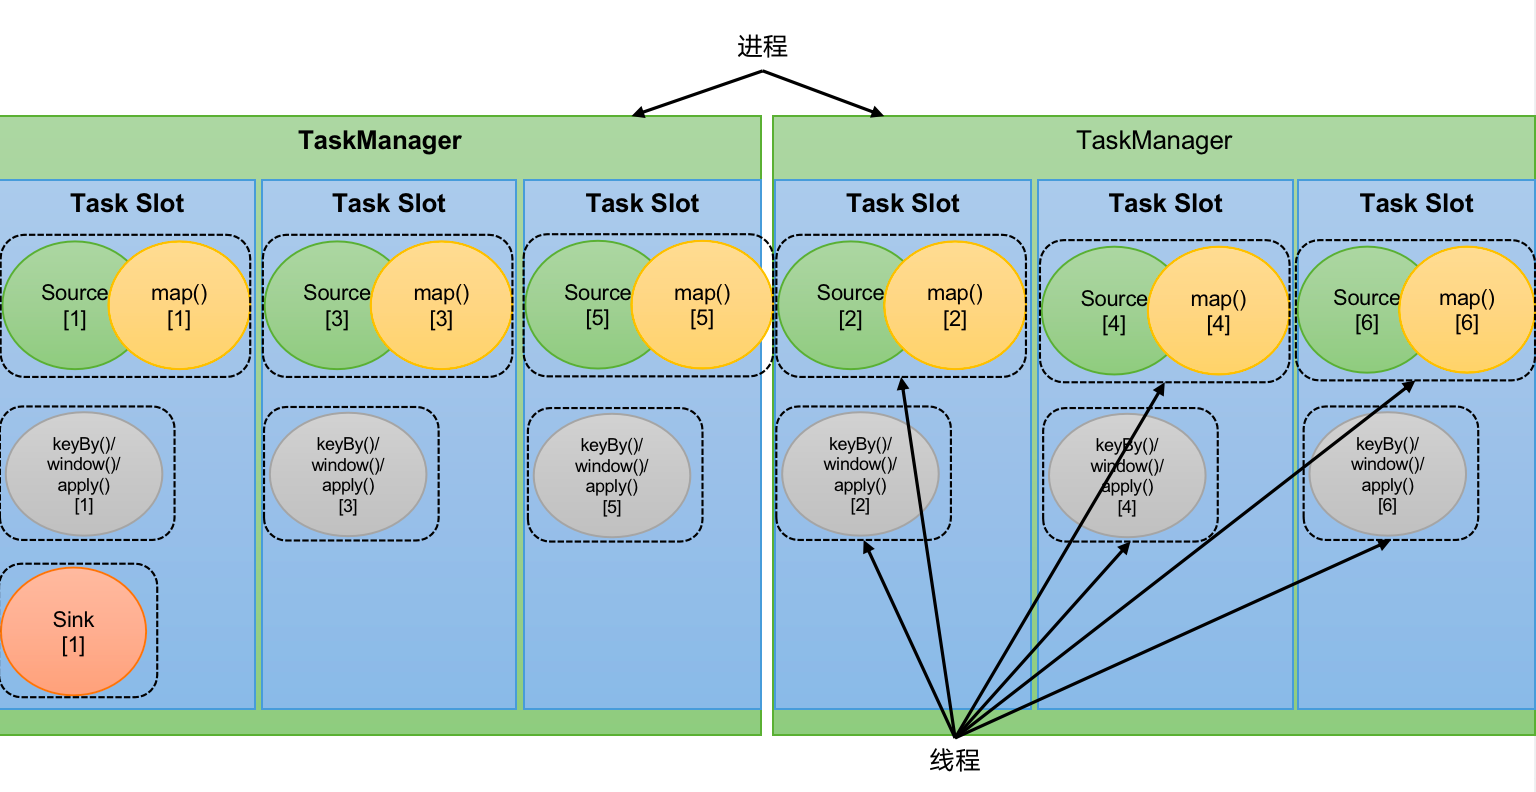 进程
TaskManager
TaskManager
Task Slot
Task Slot
Task Slot
Task Slot
Task Slot
Task Slot
Source
[1]
map()
[1]
Source
[3]
map()
[3]
Source
[5]
map()
[5]
Source
[2]
map()
[2]
Source
[4]
map()
[4]
Source
[6]
map()
[6]
keyBy()/
window()/
apply()
[1]
keyBy()/
window()/
apply()
[3]
keyBy()/
window()/
apply()
[5]
keyBy()/
window()/
apply()
[2]
keyBy()/
window()/
apply()
[4]
keyBy()/
window()/
apply()
[6]
Sink
[1]
线程